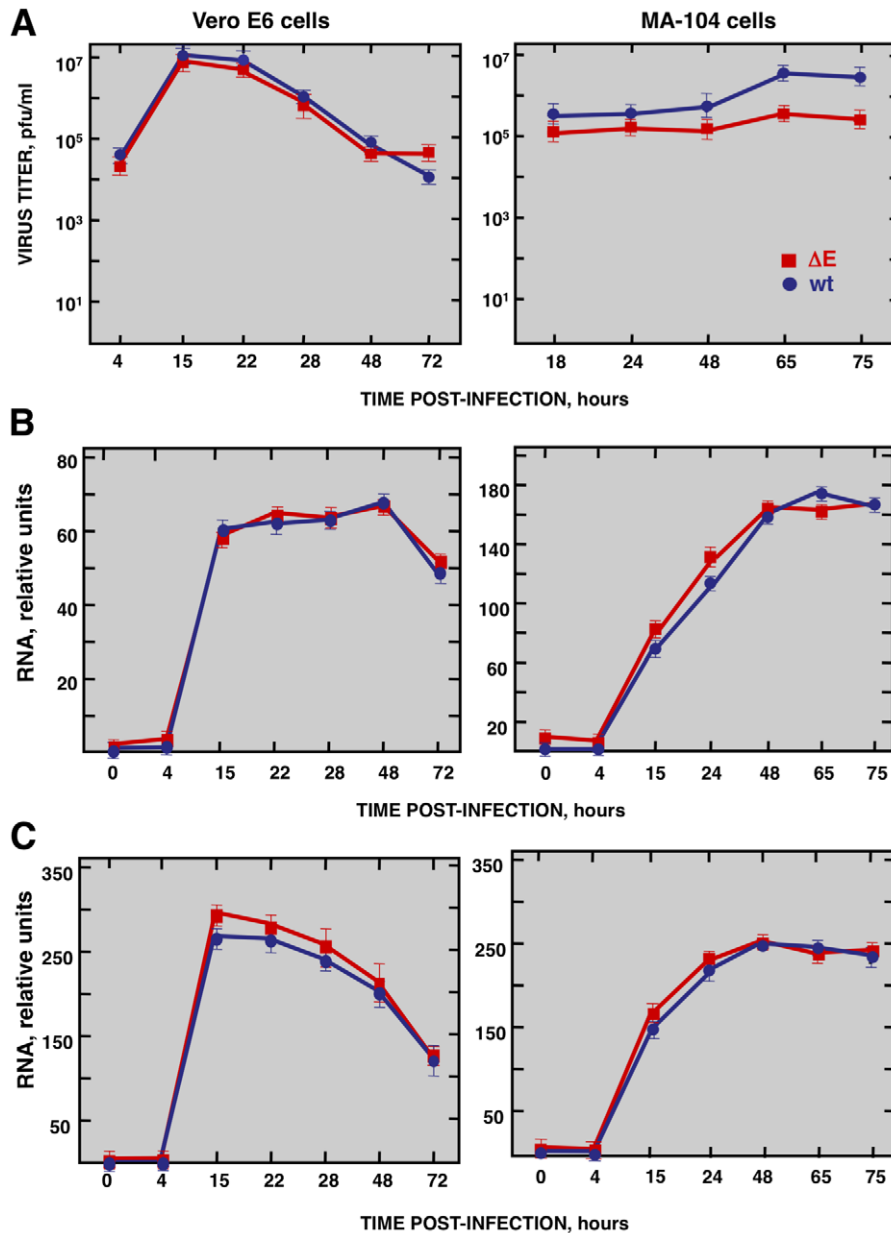 A
Vero E6 cells
MA-104 cells
VIRUS TITER, pfu/ml
10⁷
10⁵
10³
10¹
4 15 22 28 48 72
10⁷
10⁵
10³
10¹
ΔE
wt
18 24 48 65 75
TIME POST-INFECTION, hours
B
RNA, relative units
80
60
40
20
0 4 15 22 28 48 72
180
140
100
60
20
0 4 15 24 48 65 75
TIME POST-INFECTION, hours
C
RNA, relative units
350
250
150
50
0 4 15 22 28 48 72
350
250
150
50
0 4 15 24 48 65 75
TIME POST-INFECTION, hours